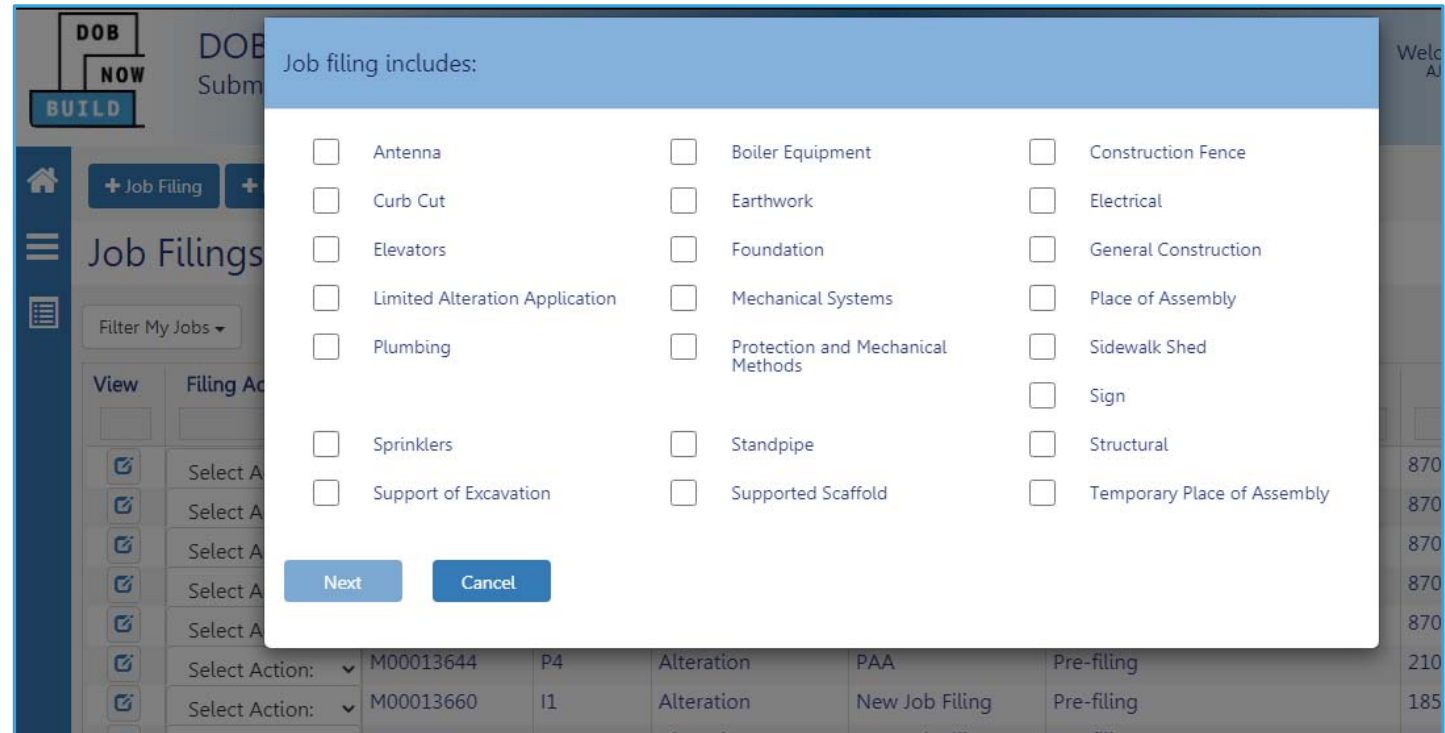 DOB
NOW
BUILD
DOB
Subm
Job filing includes:
Welc
AJ
Antenna
Boiler Equipment
Construction Fence
+ Job Filing
+
Curb Cut
Earthwork
Electrical
Job Filings
Elevators
Foundation
General Construction
Limited Alteration Application
Mechanical Systems
Place of Assembly
Filter My Jobs
Plumbing
Protection and Mechanical
Methods
Sidewalk Shed
View
Filing Ac
Sign
Sprinklers
Standpipe
Structural
Select A
870
Support of Excavation
Supported Scaffold
Temporary Place of Assembly
Select A
870
Select A
870
Next
Cancel
Select A
870
Select A
870
Select Action:
M00013644
P4
Alteration
PAA
Pre-filing
210
Select Action:
M00013660
I1
Alteration
New Job Filing
Pre-filing
185